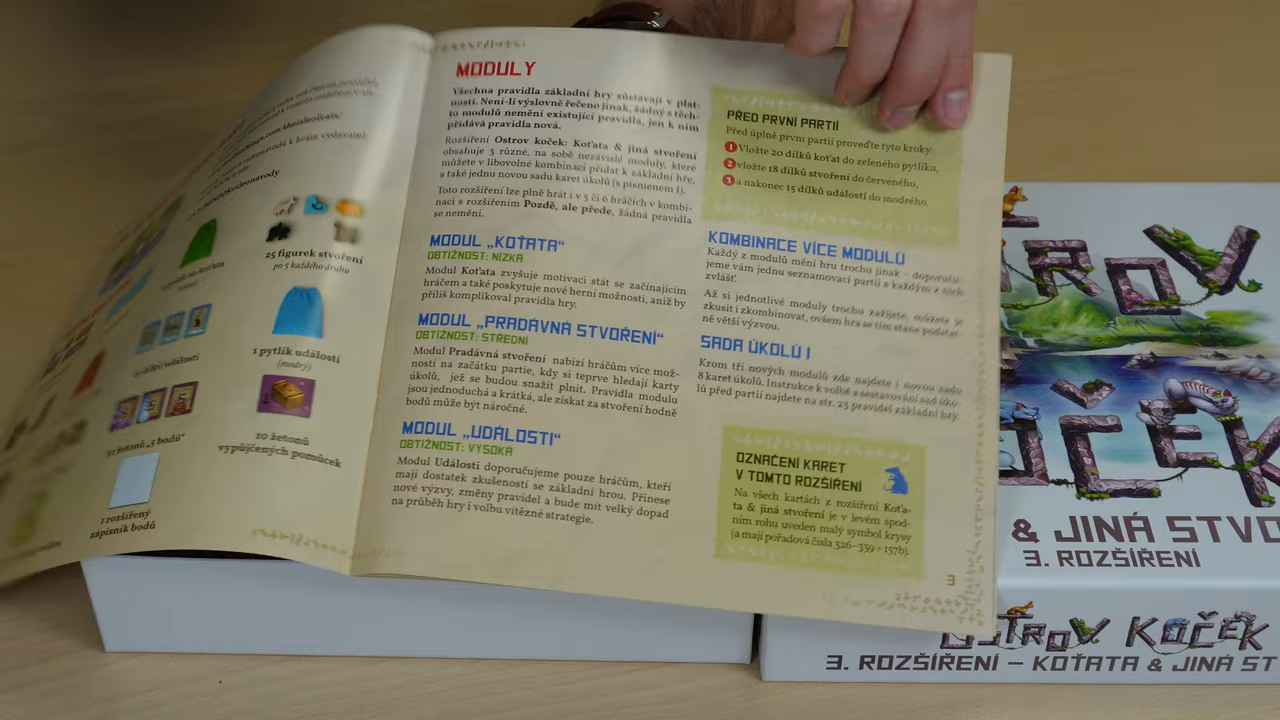 na koťata
25 figurek stvoření
po 5 každého druhu
události
1 pytlík událostí
(modrý)
32 žetonů „5 bodů“
10 žetonů
vypůjčených pomůcek
1 rozšířený
zápisník bodů
MODULY
Všechna pravidla základní hry zůstavají v plat-
nosti. Není-li výslovně řečeno jinak, žádný z těch-
to modulů nemění existující pravidla, jen k nim
přidává pravidla nová.
Rozšíření Ostrov koček: Koťata & jiná stvoření
obsahuje 3 různé, na sobě nezávislé moduly, které
můžete v libovolné kombinaci přidat k základní hře,
a také jednu novou sadu karet úkolů (s písmenem I).
Toto rozšíření lze plně hrát i v 5 či 6 hráčích v kombi-
naci s rozšířením Pozdě, ale přede, žádná pravidla
se nemění.
MODUL „KOŤATA“
OBTÍŽNOST: NÍZKÁ
Modul Koťata zvyšuje motivaci stát se začínajícím
hráčem a také poskytuje nové herní možnosti, aniž by
příliš komplikoval pravidla hry.
MODUL „PRADÁVNÁ STVOŘENÍ“
OBTÍŽNOST: STŘEDNÍ
Modul Pradávná stvoření nabízí hráčům více mož-
ností na začátku partie, kdy si teprve hledají karty
úkolů, jež se budou snažit plnit. Pravidla modulu
jsou jednoduchá a krátká, ale získat za stvoření hodně
bodů může být náročné.
MODUL „UDÁLOSTI“
OBTÍŽNOST: VYSOKÁ
Modul Události doporučujeme pouze hráčům, kteří
mají dostatek zkušeností se základní hrou. Přinese
nové výzvy, změny pravidel a bude mít velký dopad
na průběh hry i volbu vítězné strategie.
PŘED PRVNÍ PARTIÍ
Před úplně první partií proveďte tyto kroky:
1 Vložte 20 dílků koťat do zeleného pytlíku,
2 vložte 18 dílků stvoření do červeného,
3 a nakonec 15 dílků událostí do modrého.
KOMBINACE VÍCE MODULŮ
Každý z modulů mění hru trochu jinak – doporuču-
jeme vám jednu seznamovací partii s každým z nich
zvlášť.
Až si jednotlivé moduly trochu zažijete, můžete je
zkusit i zkombinovat, ovšem hra se tím stane podstat-
ně větší výzvou.
SADA ÚKOLŮ I
Krom tří nových modulů zde najdete i novou sadu
8 karet úkolů. Instrukce k volbě a sestavování sad úko-
lů před partií najdete na str. 23 pravidel základní hry.
OZNAČENÍ KARET
V TOMTO ROZŠÍŘENÍ
Na všech kartách z rozšíření Koťa-
ta & jiná stvoření je v levém spod-
ním rohu uveden malý symbol krysy
(a mají pořadová čísla 326–339 + 157b).
3
TROV
ČEK
& JINÁ STVO
3. ROZŠÍŘENÍ
OSTROV KOČEK
3. ROZŠÍŘENÍ – KOŤATA & JINÁ ST